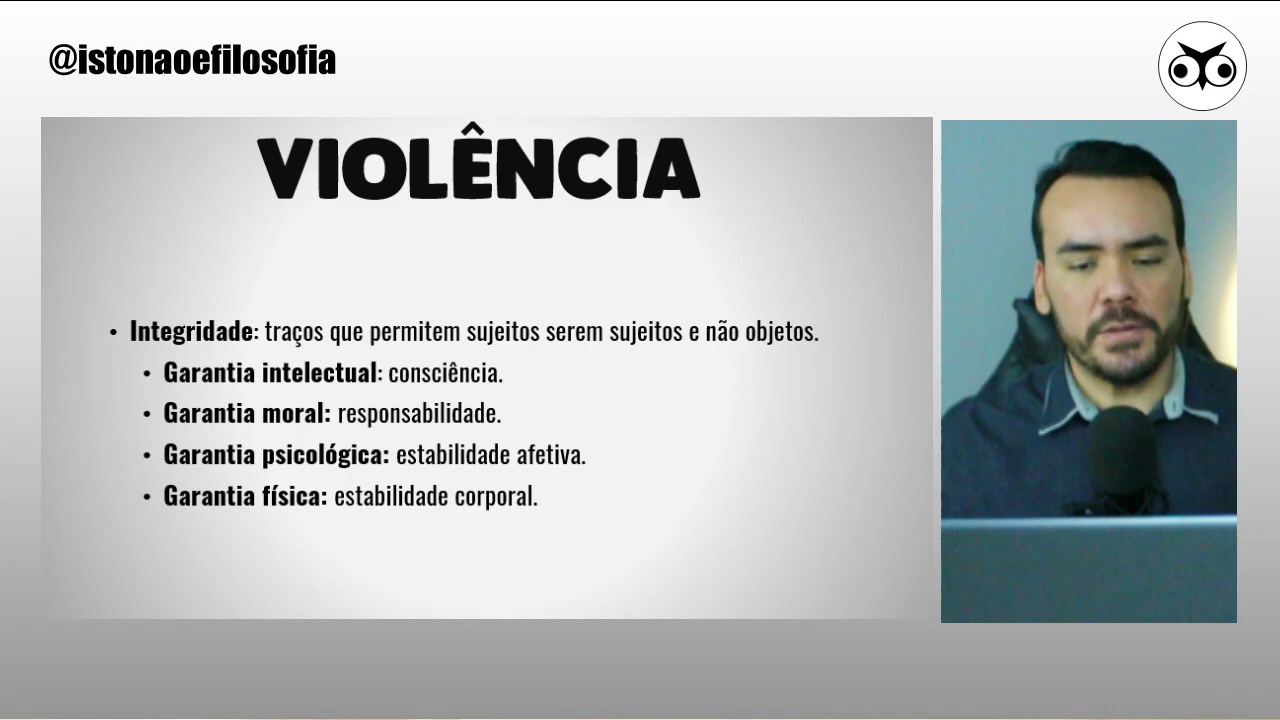 @istonaoefilosofia
VIOLÊNCIA
• Integridade: traços que permitem sujeitos serem sujeitos e não objetos.
• Garantia intelectual: consciência.
• Garantia moral: responsabilidade.
• Garantia psicológica: estabilidade afetiva.
• Garantia física: estabilidade corporal.